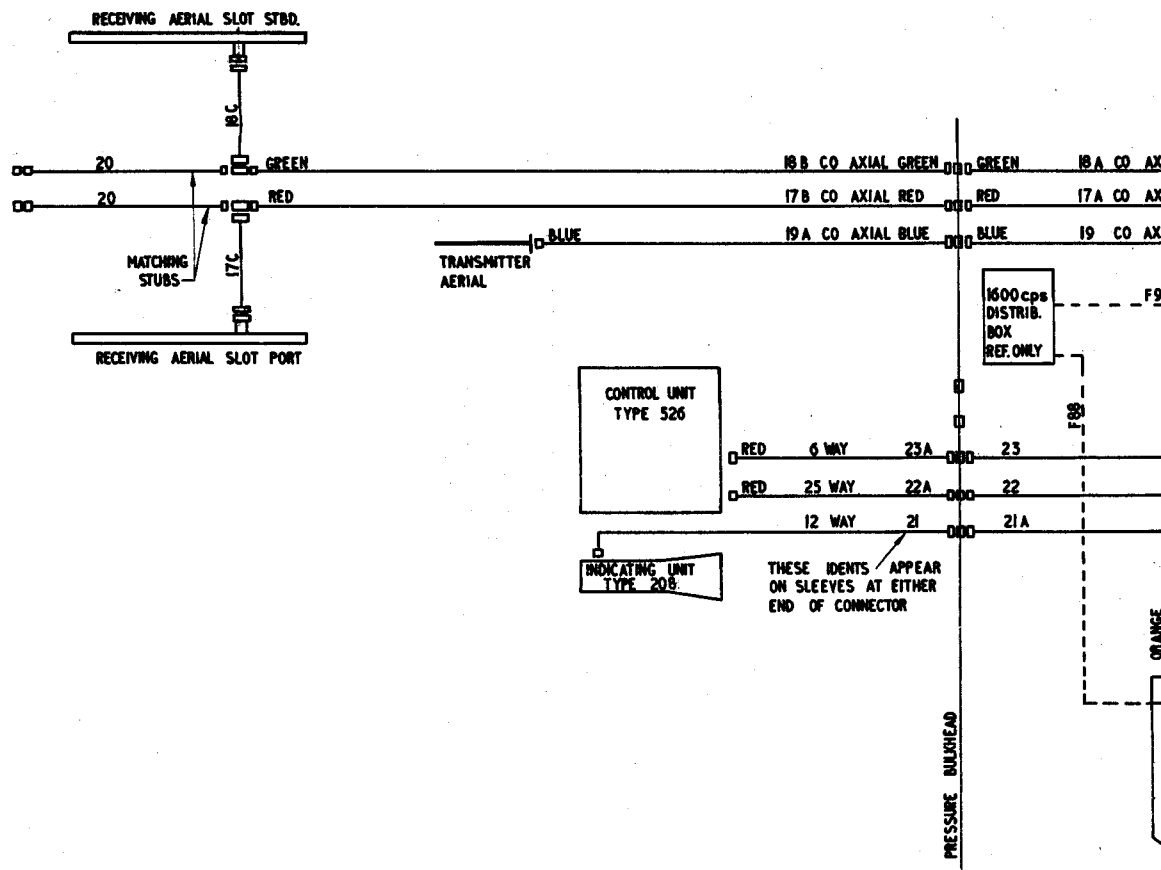 RECEIVING AERIAL SLOT STBD.
18C
20
GREEN
18B CO AXIAL GREEN
GREEN
18A CO AX
20
RED
17B CO AXIAL RED
RED
17A CO AX
BLUE
19A CO AXIAL BLUE
BLUE
19 CO AX
MATCHING
STUBS
17C
TRANSMITTER
AERIAL
1600 cps
DISTRIB.
BOX
REF. ONLY
F9
RECEIVING AERIAL SLOT PORT
CONTROL UNIT
TYPE 526
F88
RED 6 WAY 23A
23
RED 25 WAY 22A
22
12 WAY 21
21A
INDICATING UNIT
TYPE 208
THESE IDENTS APPEAR
ON SLEEVES AT EITHER
END OF CONNECTOR
ORANGE
PRESSURE BULKHEAD